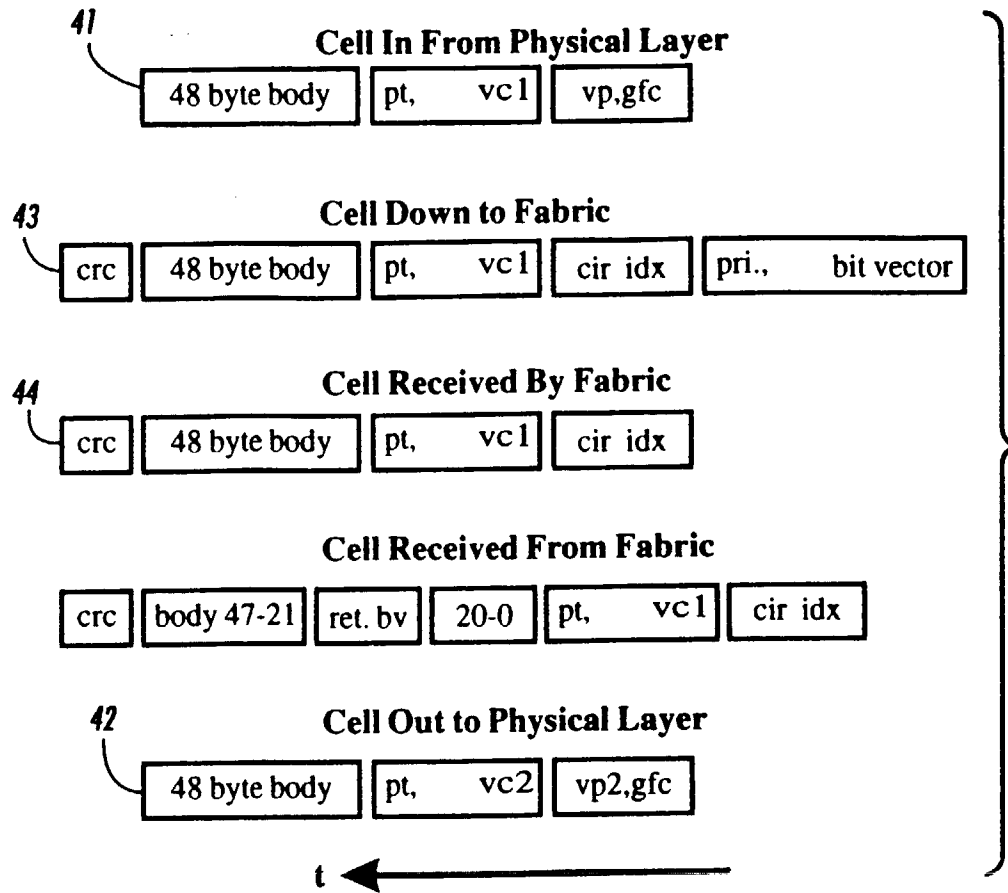 41
Cell In From Physical Layer
48 byte body pt, vc1 vp,gfc
43
Cell Down to Fabric
crc 48 byte body pt, vc1 cir idx pri., bit vector
44
Cell Received By Fabric
crc 48 byte body pt, vc1 cir idx
Cell Received From Fabric
crc body 47-21 ret. bv 20-0 pt, vc1 cir idx
42
Cell Out to Physical Layer
48 byte body pt, vc2 vp2,gfc
t